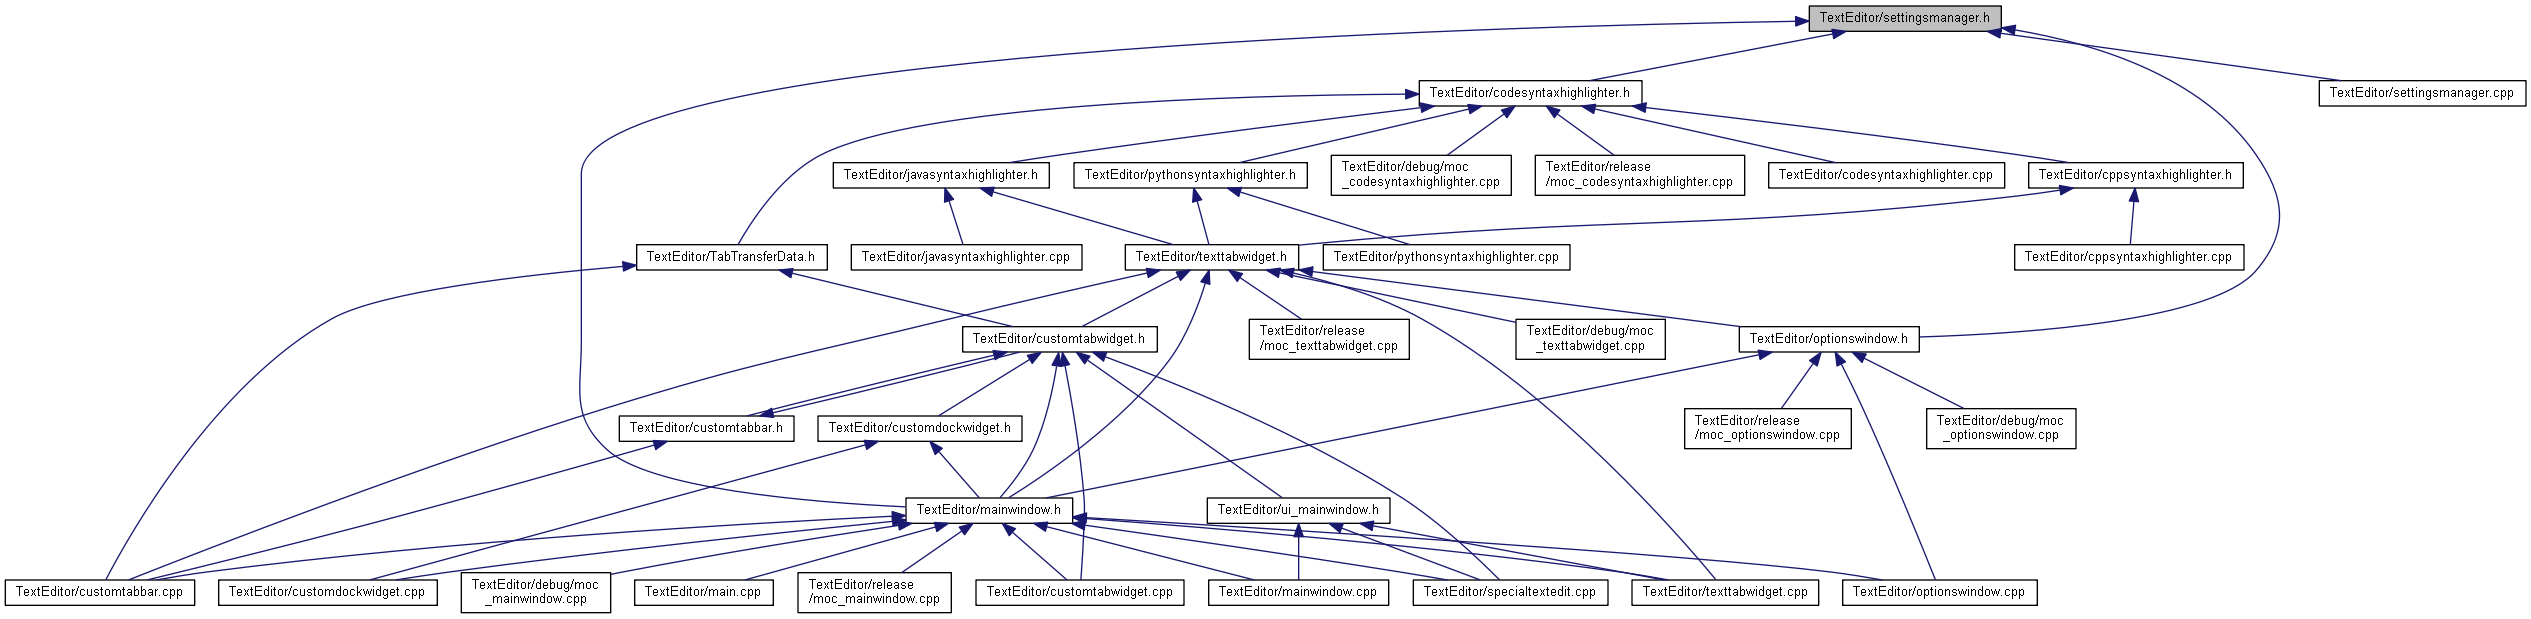 TextEditor/settingsmanager.h
TextEditor/codesyntaxhighlighter.h
TextEditor/settingsmanager.cpp
TextEditor/javasyntaxhighlighter.h
TextEditor/pythonsyntaxhighlighter.h
TextEditor/debug/moc
_codesyntaxhighlighter.cpp
TextEditor/release
/moc_codesyntaxhighlighter.cpp
TextEditor/codesyntaxhighlighter.cpp
TextEditor/cppsyntaxhighlighter.h
TextEditor/TabTransferData.h
TextEditor/javasyntaxhighlighter.cpp
TextEditor/texttabwidget.h
TextEditor/pythonsyntaxhighlighter.cpp
TextEditor/cppsyntaxhighlighter.cpp
TextEditor/customtabwidget.h
TextEditor/release
/moc_texttabwidget.cpp
TextEditor/debug/moc
_texttabwidget.cpp
TextEditor/optionswindow.h
TextEditor/customtabbar.h
TextEditor/customdockwidget.h
TextEditor/release
/moc_optionswindow.cpp
TextEditor/debug/moc
_optionswindow.cpp
TextEditor/mainwindow.h
TextEditor/ui_mainwindow.h
TextEditor/customtabbar.cpp
TextEditor/customdockwidget.cpp
TextEditor/debug/moc
_mainwindow.cpp
TextEditor/main.cpp
TextEditor/release
/moc_mainwindow.cpp
TextEditor/customtabwidget.cpp
TextEditor/mainwindow.cpp
TextEditor/specialtextedit.cpp
TextEditor/texttabwidget.cpp
TextEditor/optionswindow.cpp